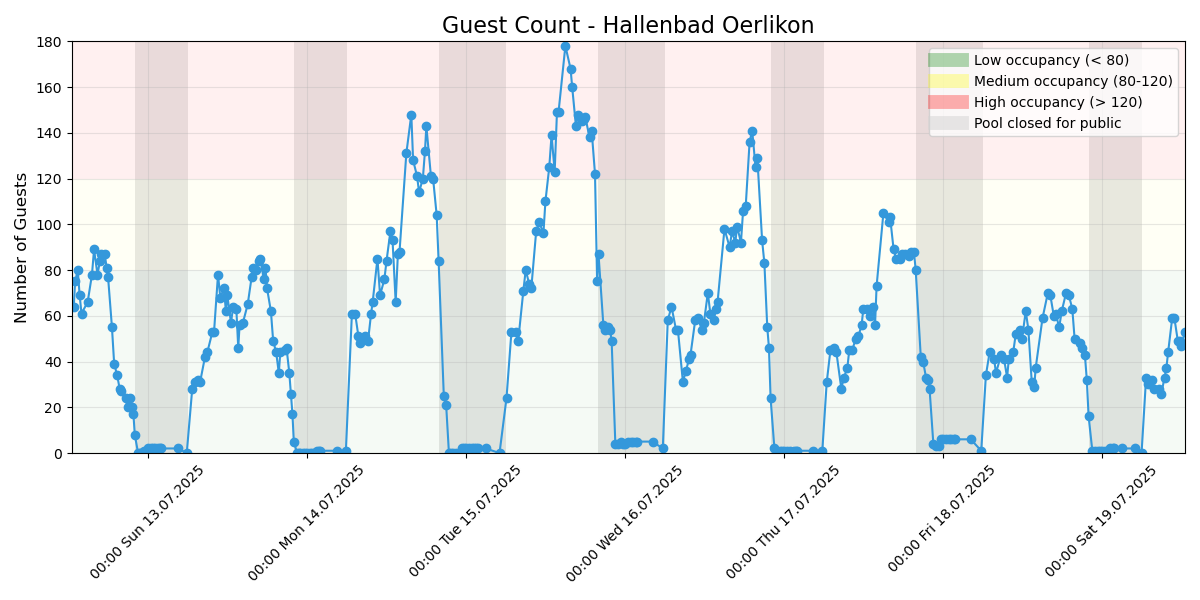 Guest Count - Hallenbad Oerlikon
Number of Guests
180
160
140
120
100
80
60
40
20
0
Low occupancy (< 80)
Medium occupancy (80-120)
High occupancy (> 120)
Pool closed for public
00:00 Sun 13.07.2025
00:00 Mon 14.07.2025
00:00 Tue 15.07.2025
00:00 Wed 16.07.2025
00:00 Thu 17.07.2025
00:00 Fri 18.07.2025
00:00 Sat 19.07.2025